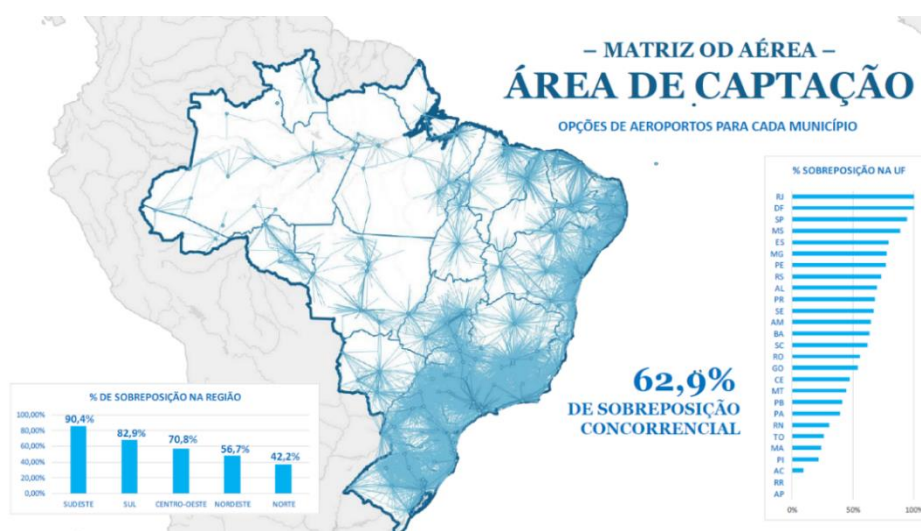 – MATRIZ OD AÉREA –
ÁREA DE CAPTAÇÃO
OPÇÕES DE AEROPORTOS PARA CADA MUNICÍPIO
% SOBREPOSIÇÃO NA UF
RJ
DF
SP
MS
ES
MG
PE
RS
AL
PR
SE
AM
BA
SC
RO
GO
CE
MT
PB
PA
RN
TO
MA
PI
AC
RR
AP
0%
50%
100%
62,9%
DE SOBREPOSIÇÃO
CONCORRENCIAL
% DE SOBREPOSIÇÃO NA REGIÃO
100,00%
80,00%
60,00%
40,00%
20,00%
0,00%
90,4%
82,9%
70,8%
56,7%
42,2%
SUDESTE
SUL
CENTRO-OESTE
NORDESTE
NORTE